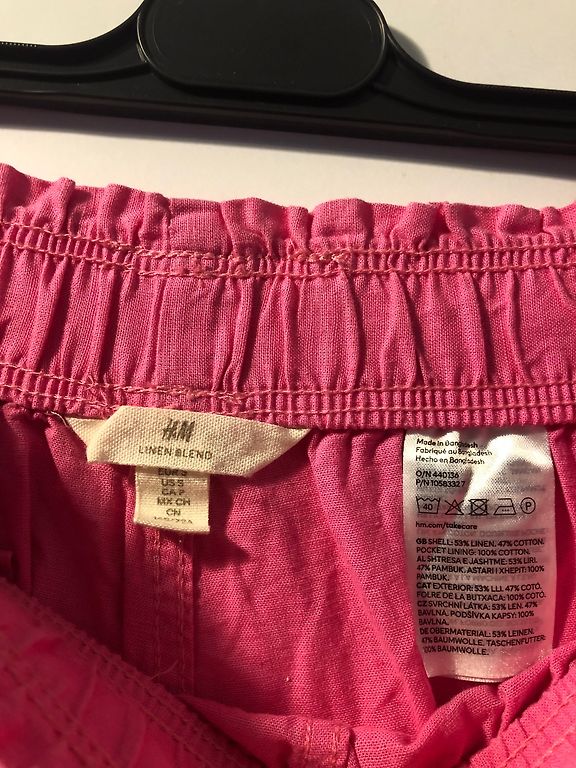 H&M
LINEN BLEND
EUR S
US S
CA P
MX CH
CN
Made in Bangladesh
Fabriqué au Bangladesh
Hecho en Bangladesh
O/N 440136
P/N 10583327
40
P
hm.com/takecare
GB SHELL: 53% LINEN. 47% COTTON.
POCKET LINING: 100% COTTON.
AL SHTRESA E JASHTME: 53% LIRI.
47% PAMBUK. ASTARI I XHEPIT: 100%
PAMBUK.
CAT EXTERIOR: 53% LLI. 47% COTÓ.
FOLRE DE LA BUTXACA: 100% COTÓ.
CZ SVRCHNÍ LÁTKA: 53% LEN. 47%
BAVLNA. PODŠÍVKA KAPSY: 100%
BAVLNA.
DE OBERMATERIAL: 53% LEINEN.
47% BAUMWOLLE. TASCHENFUTTER:
100% BAUMWOLLE.